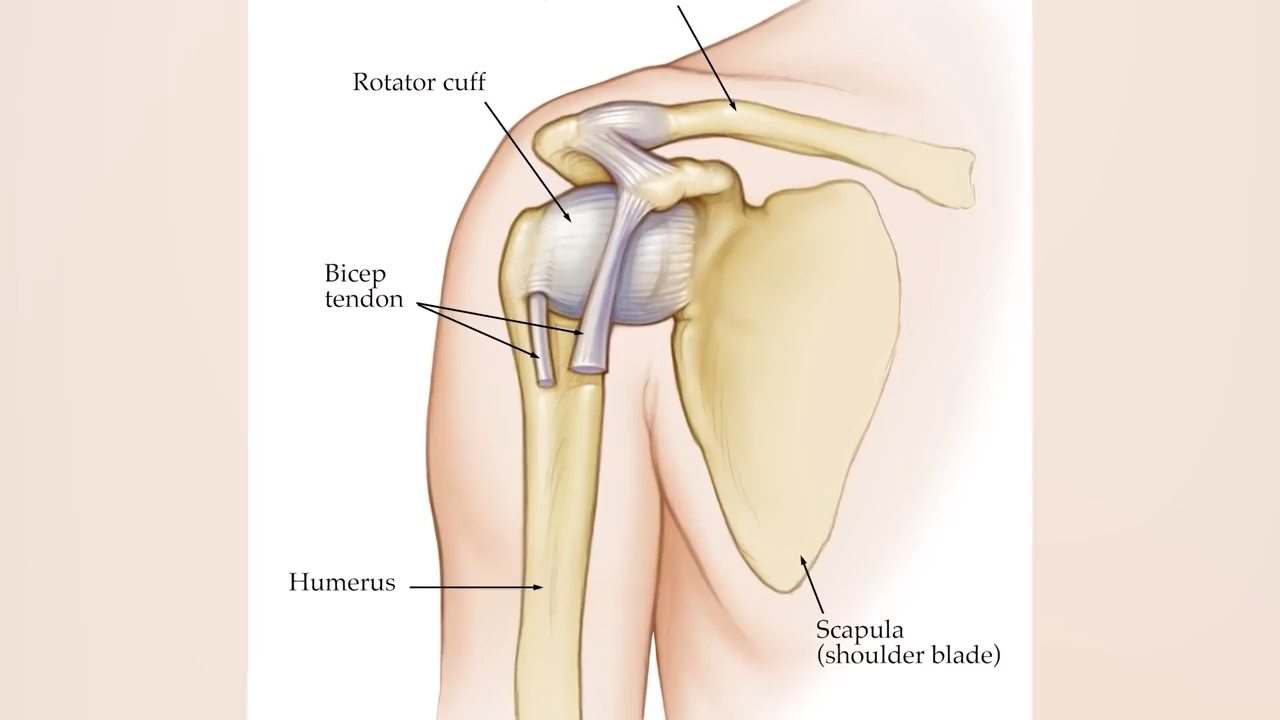 Rotator cuff
Bicep
tendon
Humerus
Scapula
(shoulder blade)